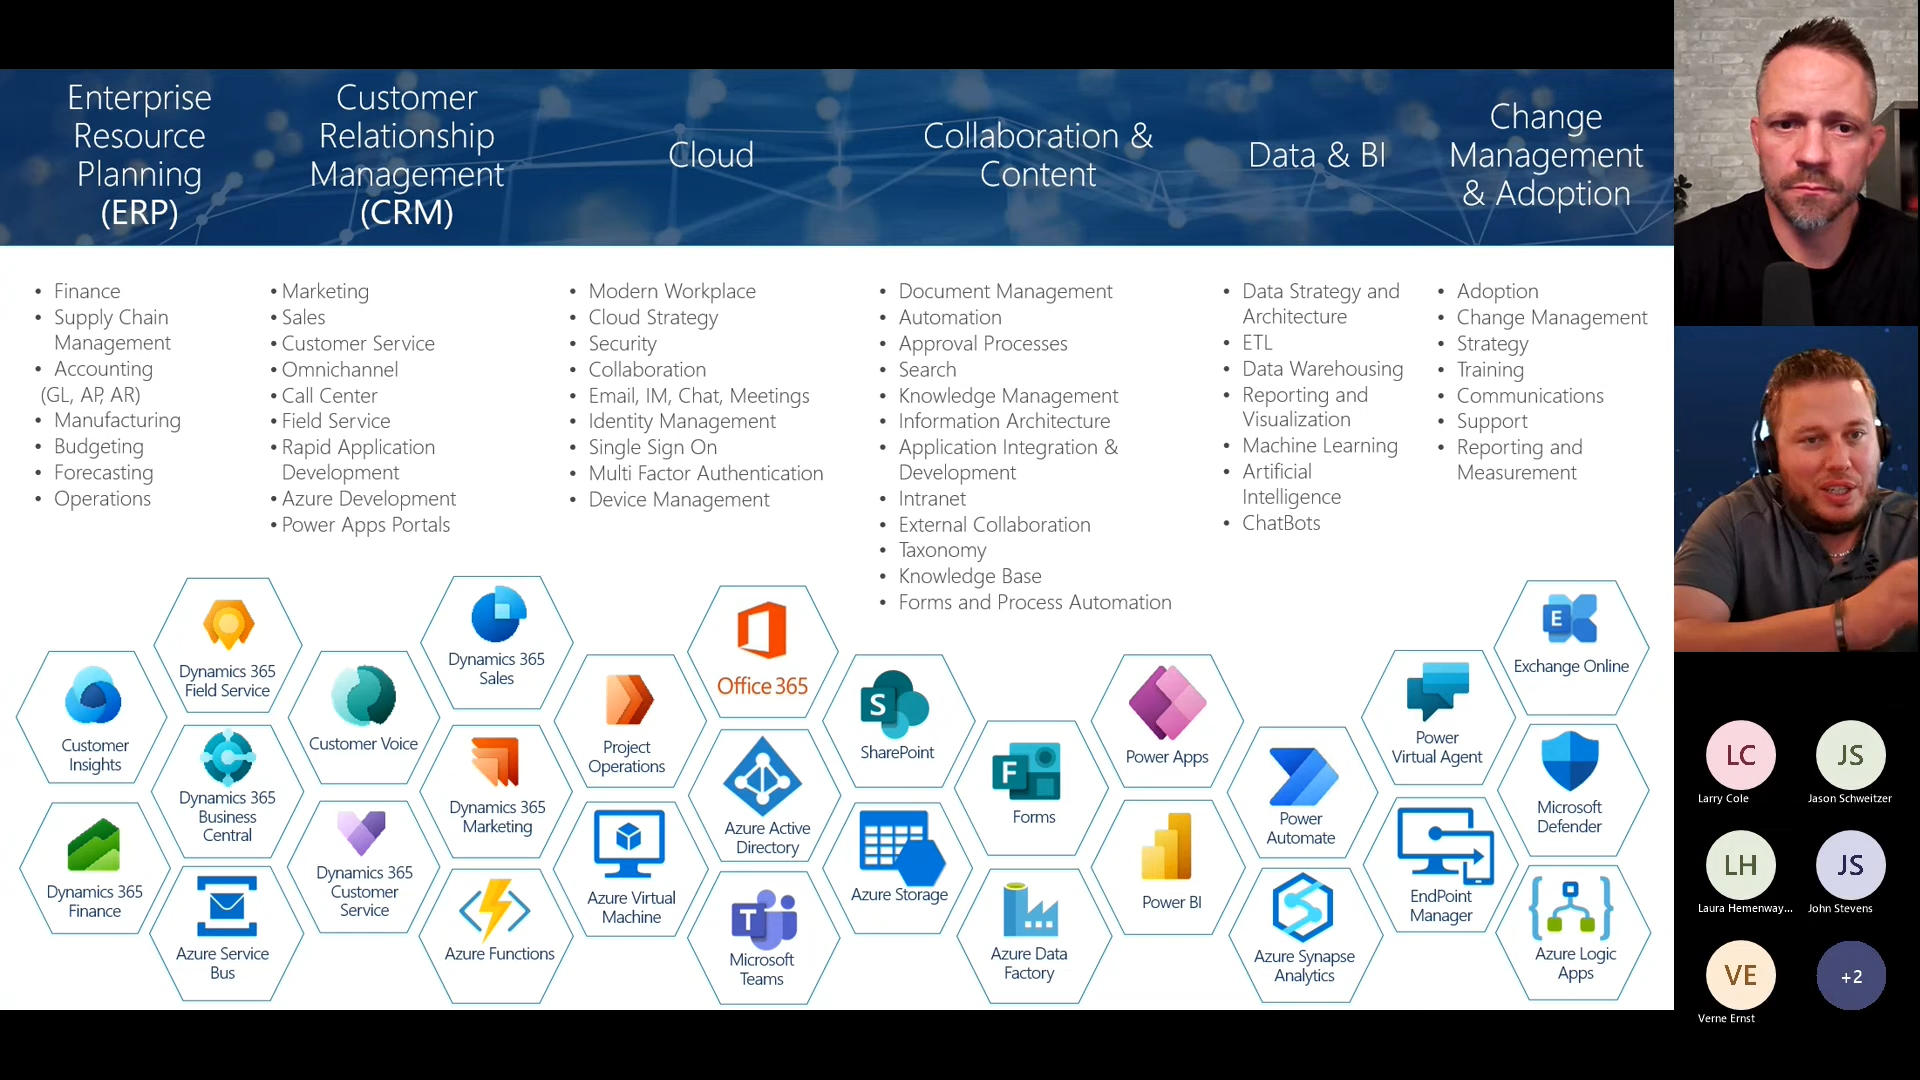 Enterprise
Resource
Planning
(ERP)
Customer
Relationship
Management
(CRM)
Cloud
Collaboration &
Content
Data & BI
Change
Management
& Adoption
• Finance
• Supply Chain
Management
• Accounting
(GL, AP, AR)
• Manufacturing
• Budgeting
• Forecasting
• Operations
• Marketing
• Sales
• Customer Service
• Omnichannel
• Call Center
• Field Service
• Rapid Application
Development
• Azure Development
• Power Apps Portals
• Modern Workplace
• Cloud Strategy
• Security
• Collaboration
• Email, IM, Chat, Meetings
• Identity Management
• Single Sign On
• Multi Factor Authentication
• Device Management
• Document Management
• Automation
• Approval Processes
• Search
• Knowledge Management
• Information Architecture
• Application Integration &
Development
• Intranet
• External Collaboration
• Taxonomy
• Knowledge Base
• Forms and Process Automation
• Data Strategy and
Architecture
• ETL
• Data Warehousing
• Reporting and
Visualization
• Machine Learning
• Artificial
Intelligence
• ChatBots
• Adoption
• Change Management
• Strategy
• Training
• Communications
• Support
• Reporting and
Measurement
Customer
Insights
Dynamics 365
Finance
Dynamics 365
Field Service
Dynamics 365
Business
Central
Azure Service
Bus
Customer Voice
Dynamics 365
Customer
Service
Dynamics 365
Sales
Dynamics 365
Marketing
Azure Functions
Project
Operations
Azure Virtual
Machine
Office 365
Azure Active
Directory
T
Microsoft
Teams
S
SharePoint
Azure Storage
F
Forms
Azure Data
Factory
Power Apps
Power BI
Power
Automate
Azure Synapse
Analytics
Power
Virtual Agent
EndPoint
Manager
E
Exchange Online
Microsoft
Defender
Azure Logic
Apps
LC
Larry Cole
JS
Jason Schweitzer
LH
Laura Hemenway...
JS
John Stevens
VE
Verne Ernst
+2